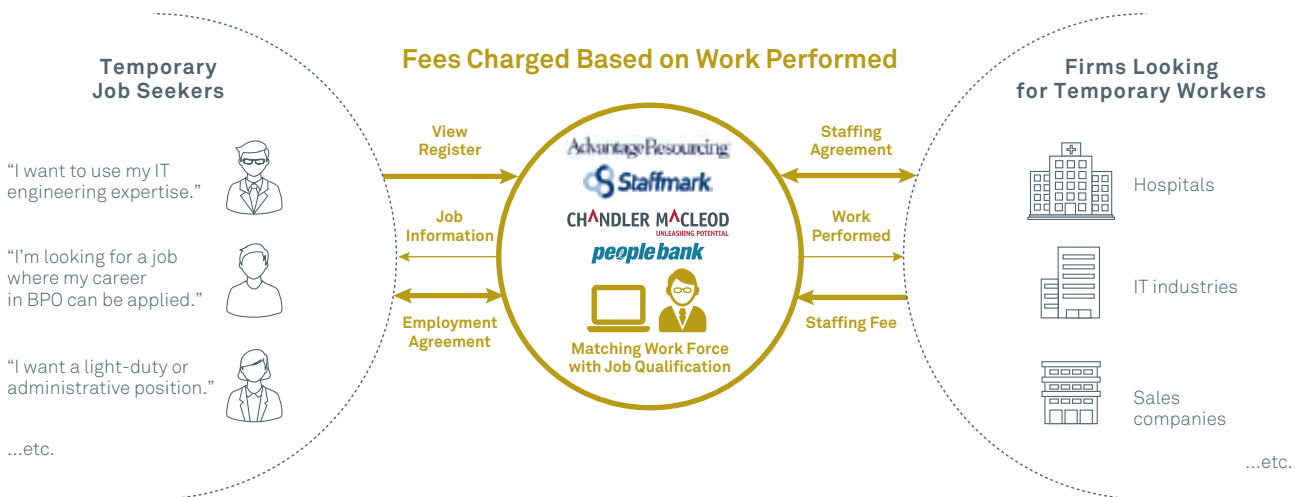 Fees Charged Based on Work Performed
Temporary
Job Seekers
“I want to use my IT
engineering expertise.”
“I’m looking for a job
where my career
in BPO can be applied.”
“I want a light-duty or
administrative position.”
...etc.
View
Register
Job
Information
Employment
Agreement
AdvantageResourcing
Staffmark
CHANDLER MACLEOD
UNLEASHING POTENTIAL
peoplebank
Matching Work Force
with Job Qualification
Staffing
Agreement
Work
Performed
Staffing Fee
Firms Looking
for Temporary Workers
Hospitals
IT industries
Sales
companies
...etc.